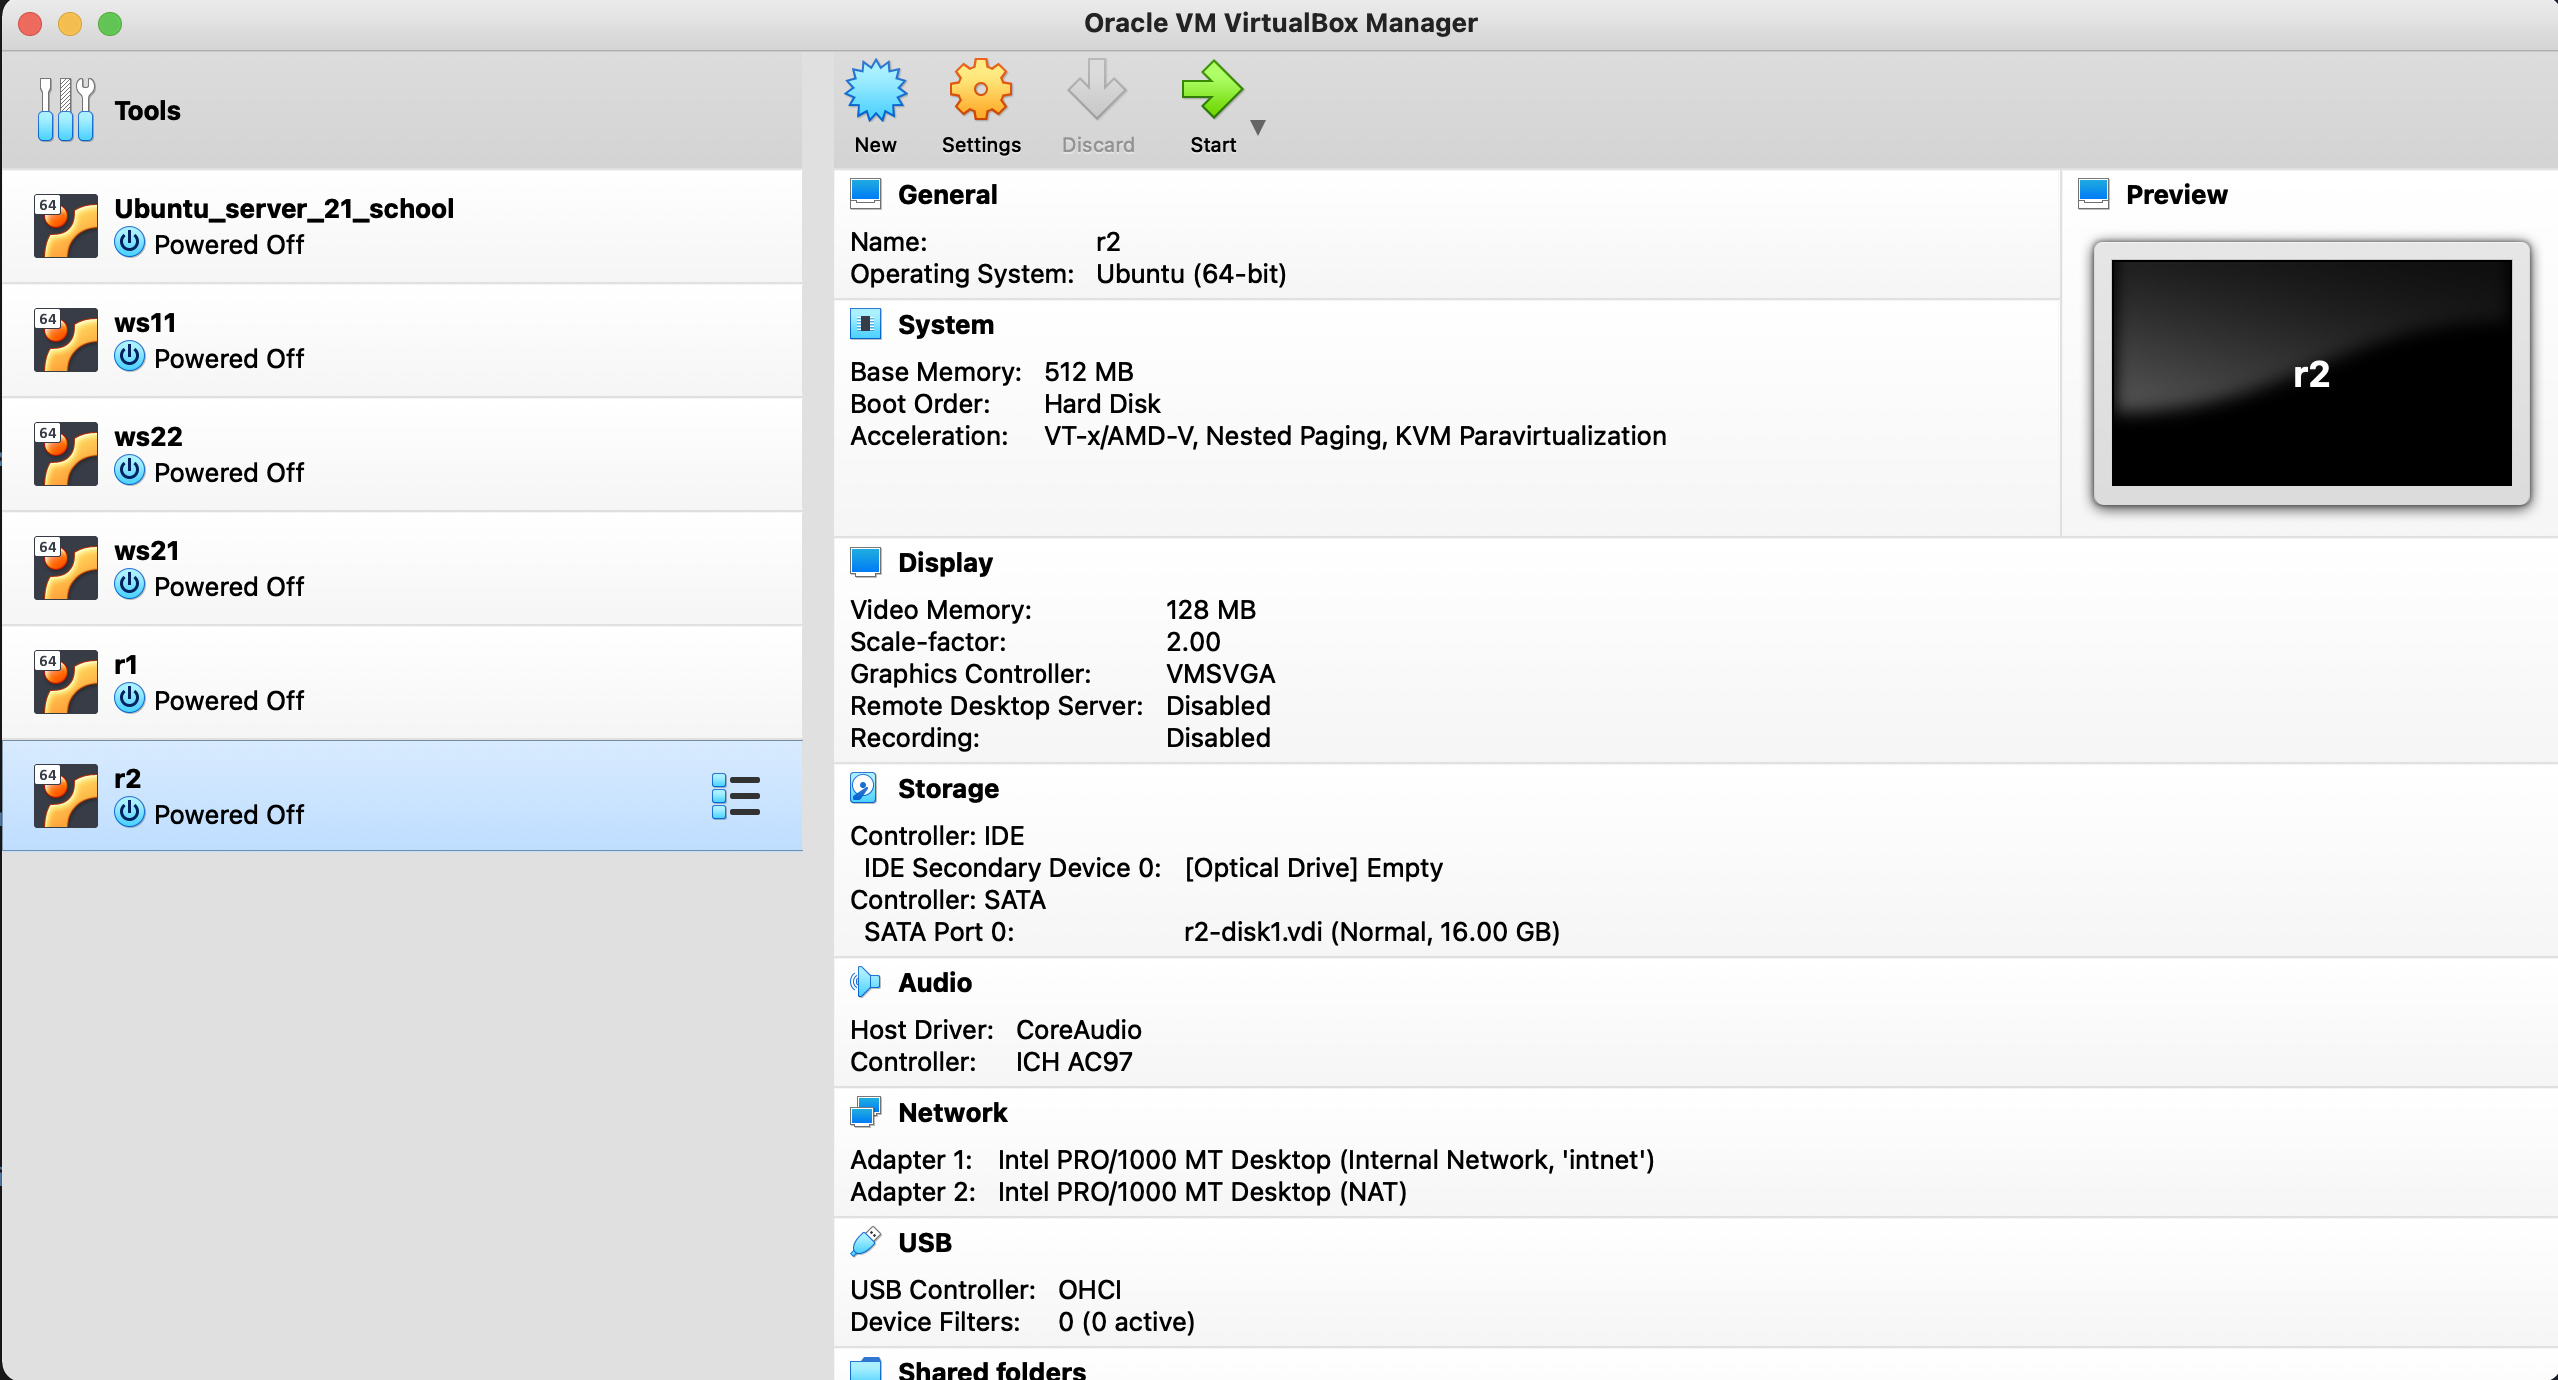 Oracle VM VirtualBox Manager
Tools
New
Settings
Discard
Start
64
Ubuntu_server_21_school
Powered Off
64
ws11
Powered Off
64
ws22
Powered Off
64
ws21
Powered Off
64
r1
Powered Off
64
r2
Powered Off
General
Name: r2
Operating System: Ubuntu (64-bit)
System
Base Memory: 512 MB
Boot Order: Hard Disk
Acceleration: VT-x/AMD-V, Nested Paging, KVM Paravirtualization
Preview
r2
Display
Video Memory: 128 MB
Scale-factor: 2.00
Graphics Controller: VMSVGA
Remote Desktop Server: Disabled
Recording: Disabled
Storage
Controller: IDE
IDE Secondary Device 0: [Optical Drive] Empty
Controller: SATA
SATA Port 0: r2-disk1.vdi (Normal, 16.00 GB)
Audio
Host Driver: CoreAudio
Controller: ICH AC97
Network
Adapter 1: Intel PRO/1000 MT Desktop (Internal Network, 'intnet')
Adapter 2: Intel PRO/1000 MT Desktop (NAT)
USB
USB Controller: OHCI
Device Filters: 0 (0 active)
Shared folders